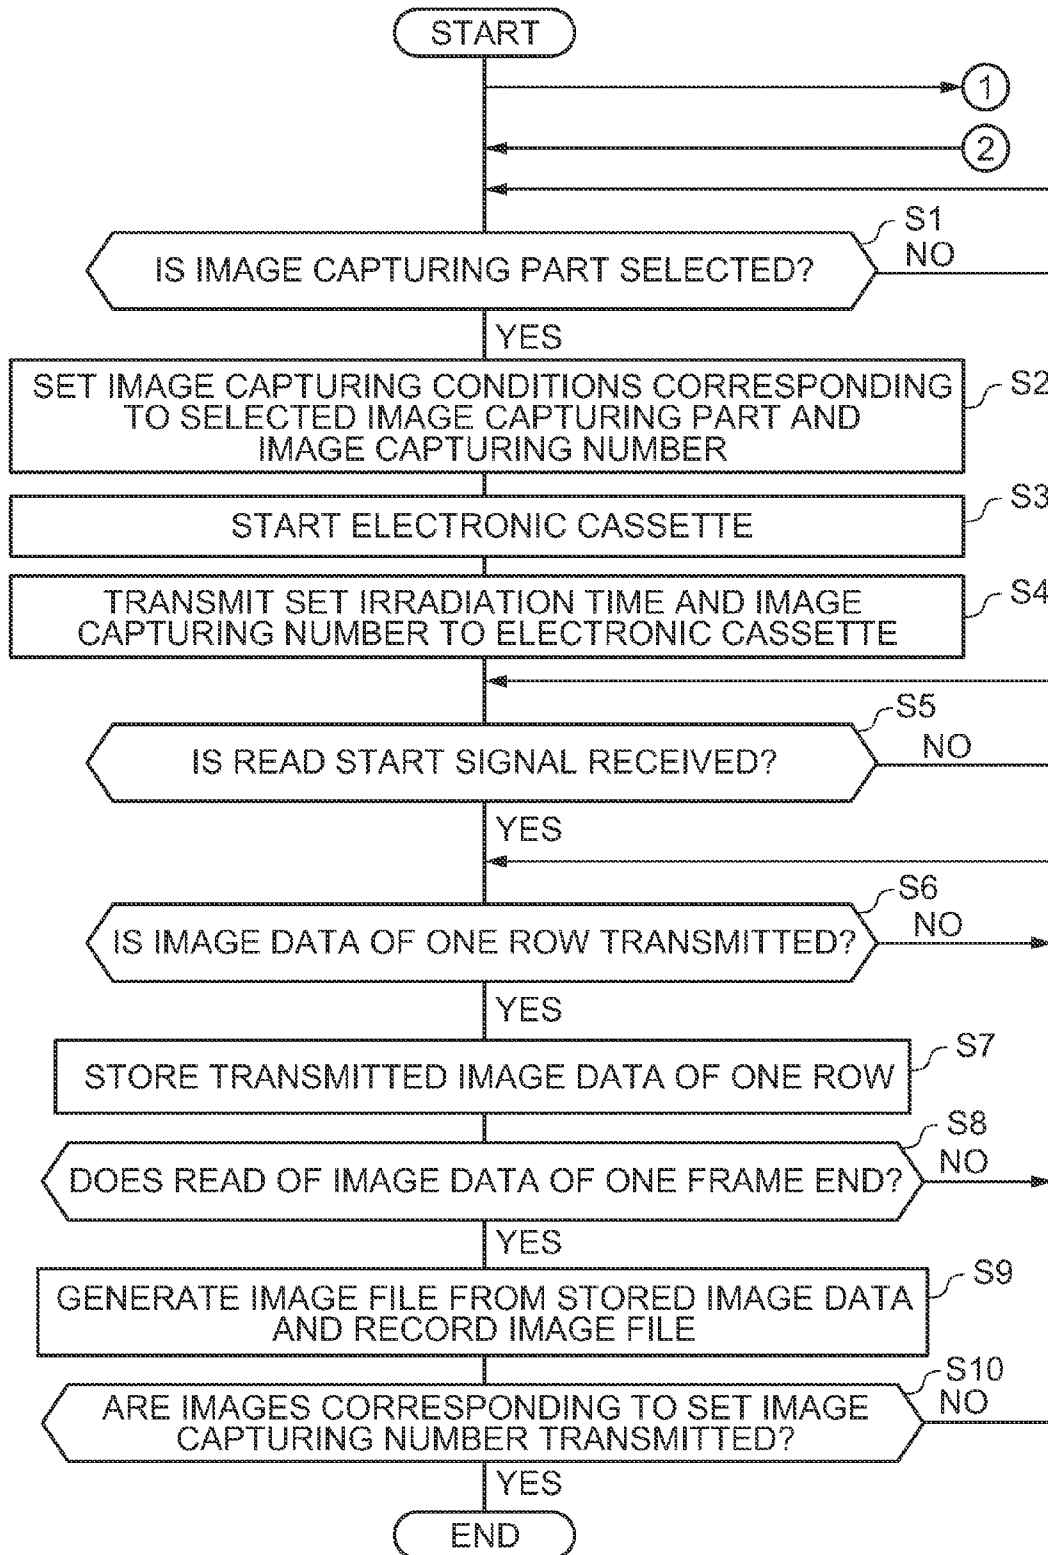 START
1
2
S1
IS IMAGE CAPTURING PART SELECTED?
NO
YES
SET IMAGE CAPTURING CONDITIONS CORRESPONDING
TO SELECTED IMAGE CAPTURING PART AND
IMAGE CAPTURING NUMBER
S2
START ELECTRONIC CASSETTE
S3
TRANSMIT SET IRRADIATION TIME AND IMAGE
CAPTURING NUMBER TO ELECTRONIC CASSETTE
S4
S5
IS READ START SIGNAL RECEIVED?
NO
YES
S6
IS IMAGE DATA OF ONE ROW TRANSMITTED?
NO
YES
S7
STORE TRANSMITTED IMAGE DATA OF ONE ROW
S8
DOES READ OF IMAGE DATA OF ONE FRAME END?
NO
YES
S9
GENERATE IMAGE FILE FROM STORED IMAGE DATA
AND RECORD IMAGE FILE
S10
ARE IMAGES CORRESPONDING TO SET IMAGE
CAPTURING NUMBER TRANSMITTED?
NO
YES
END